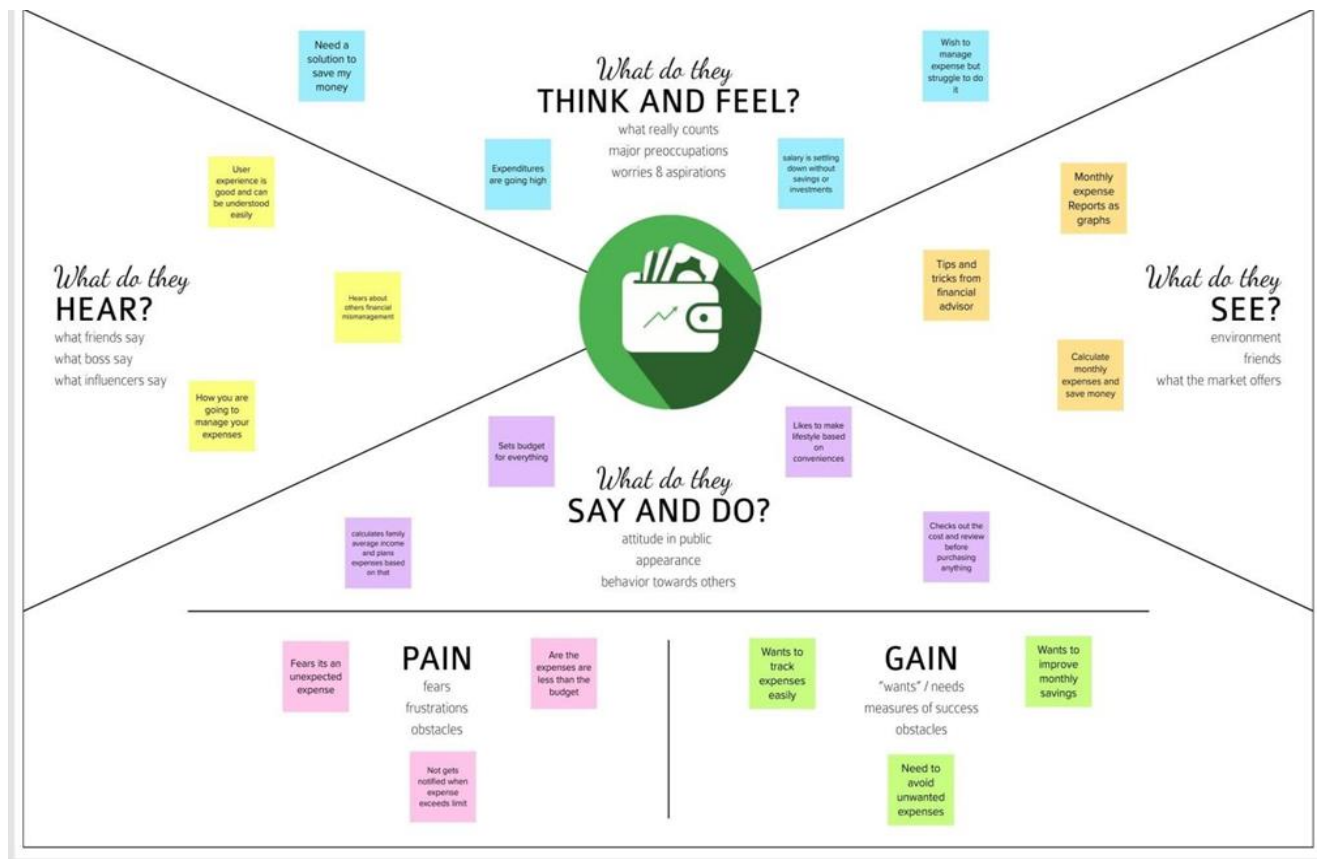 Need a
solution to
save my
money
What do they
THINK AND FEEL?
what really counts
major preoccupations
worries & aspirations
Wish to
manage
expense but
struggle to do
it
Expenditures
are going high
salary is settling
down without
savings or
investments
User
experience is
good and can
be understood
easily
What do they
HEAR?
what friends say
what boss say
what influencers say
Hears about
others financial
mismanagement
How you are
going to
manage your
expenses
Monthly
expense
Reports as
graphs
Tips and
tricks from
financial
advisor
What do they
SEE?
environment
friends
what the market offers
Calculate
monthly
expenses and
save money
Sets budget
for everything
Likes to make
lifestyle based
on
conveniences
What do they
SAY AND DO?
attitude in public
appearance
behavior towards others
calculates family
average income
and plans
expenses based
on that
Checks out the
cost and review
before
purchasing
anything
Fears its an
unexpected
expense
PAIN
fears
frustrations
obstacles
Are the
expenses are
less than the
budget
Not gets
notified when
expense
exceeds limit
Wants to
track
expenses
easily
GAIN
"wants" / needs
measures of success
obstacles
Wants to
improve
monthly
savings
Need to
avoid
unwanted
expenses